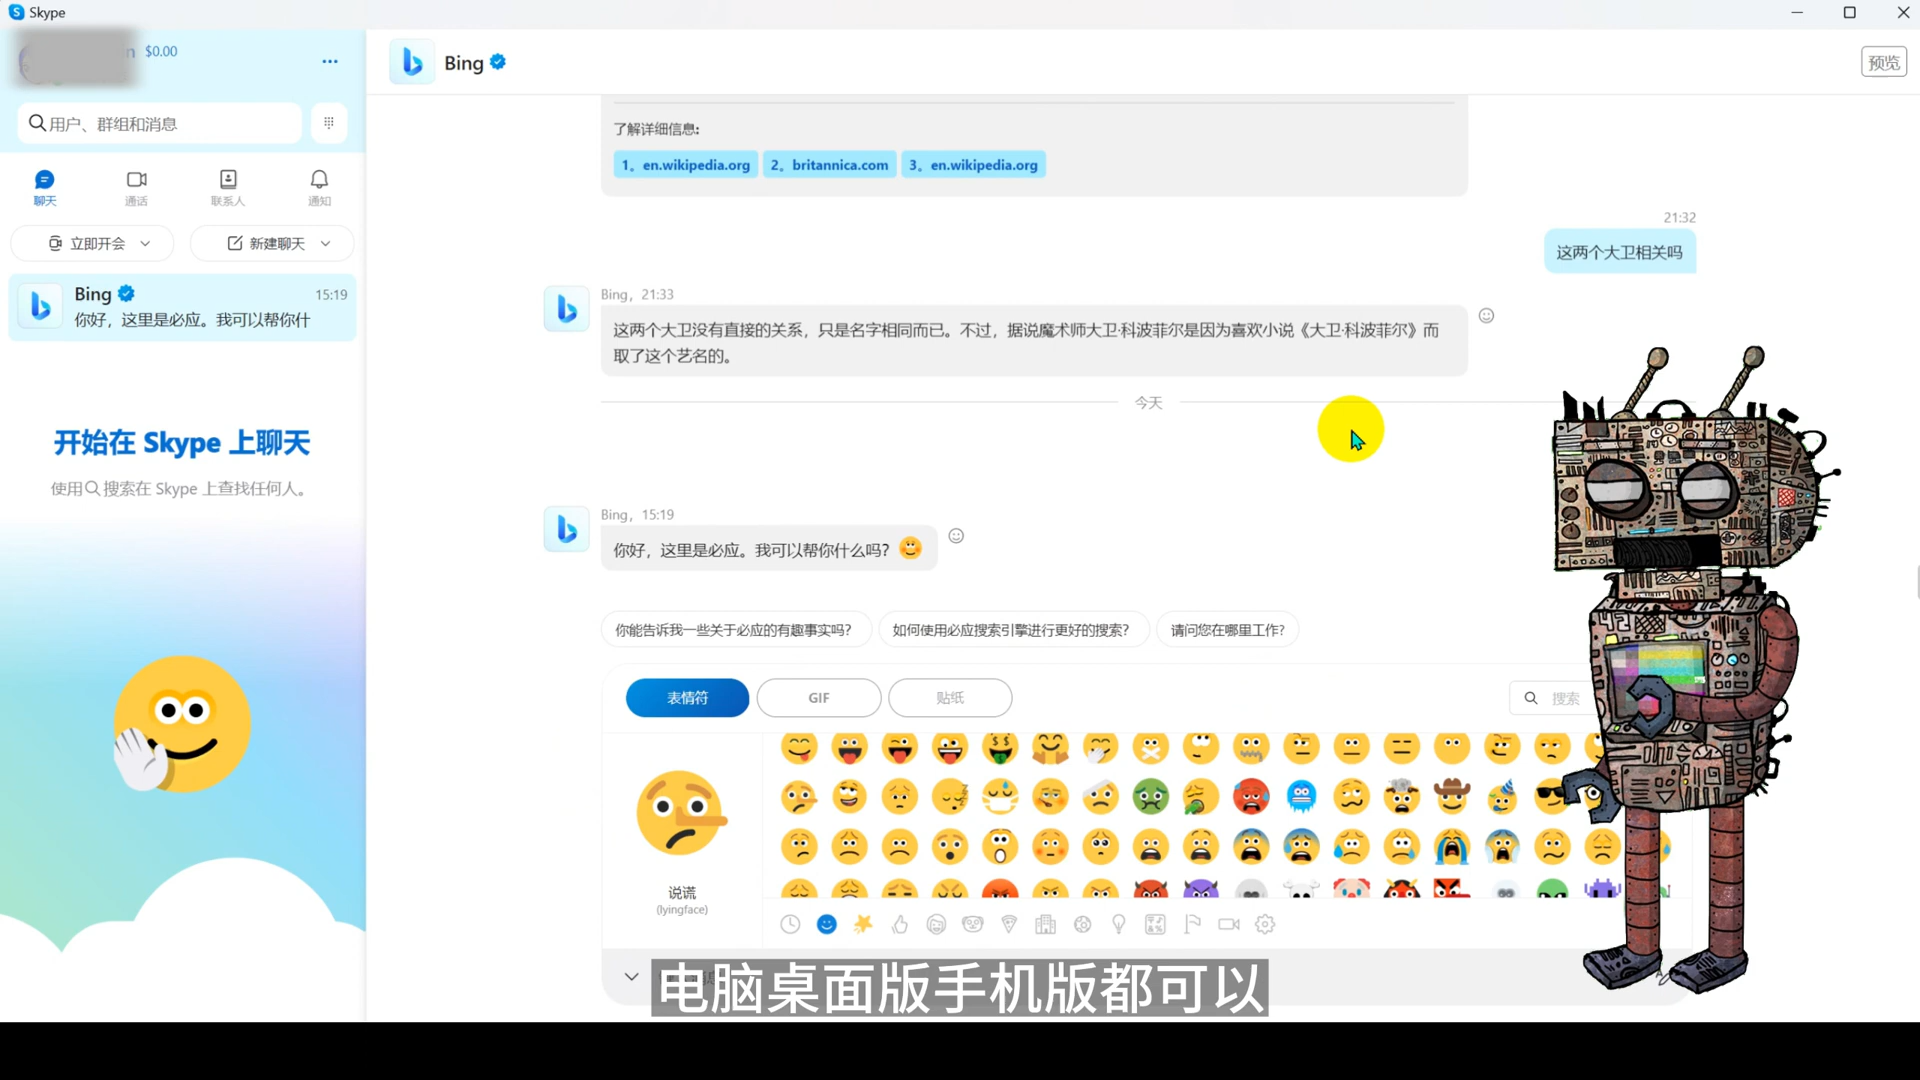 Skype
$0.00
用户、群组和消息
聊天
通话
联系人
通知
立即开会
新建聊天
Bing
15:19
你好，这里是必应。我可以帮你什
开始在 Skype 上聊天
使用 搜索在 Skype 上查找任何人。
Bing
预览
了解详细信息:
1。en.wikipedia.org
2。britannica.com
3。en.wikipedia.org
21:32
这两个大卫相关吗
Bing，21:33
这两个大卫没有直接的关系，只是名字相同而已。不过，据说魔术师大卫·科波菲尔是因为喜欢小说《大卫·科波菲尔》而
取了这个艺名的。
今天
Bing，15:19
你好，这里是必应。我可以帮你什么吗?
你能告诉我一些关于必应的有趣事实吗?
如何使用必应搜索引擎进行更好的搜索?
请问您在哪里工作?
表情符
GIF
贴纸
搜索
说谎
(lyingface)
电脑桌面版手机版都可以